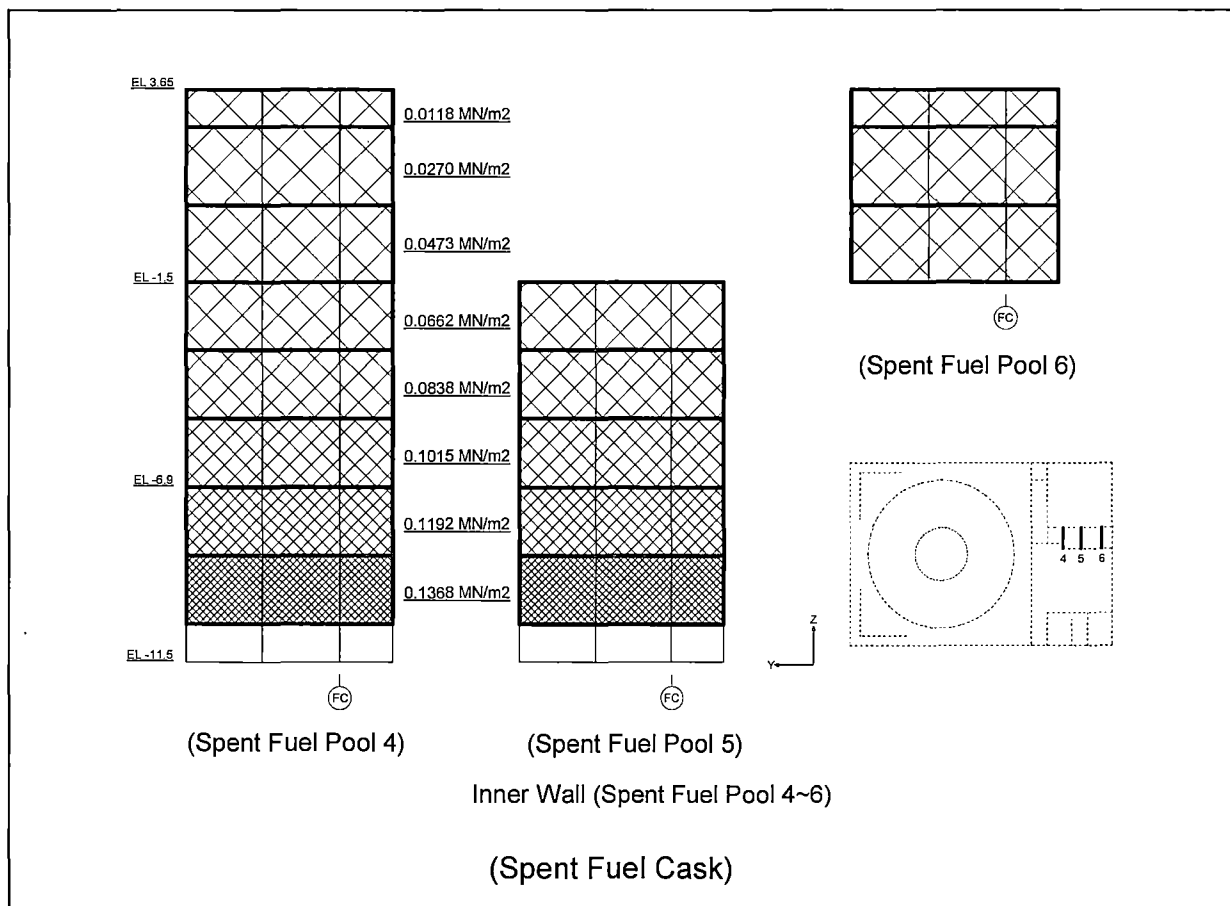 EL 3.65
0.0118 MN/m2
0.0270 MN/m2
0.0473 MN/m2
EL -1.5
0.0662 MN/m2
0.0838 MN/m2
0.1015 MN/m2
EL -6.9
0.1192 MN/m2
0.1368 MN/m2
EL -11.5
FC
(Spent Fuel Pool 4)
FC
(Spent Fuel Pool 5)
FC
(Spent Fuel Pool 6)
4 5 6
Z
Y
Inner Wall (Spent Fuel Pool 4~6)
(Spent Fuel Cask)